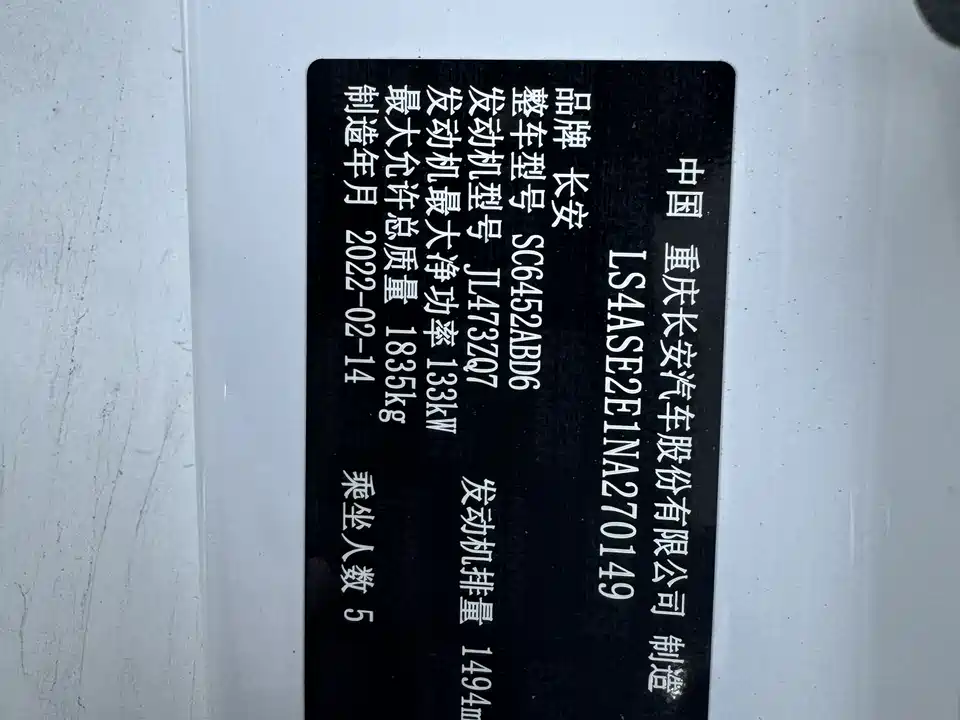 中国 重庆长安汽车股份有限公司 制造
LS4ASE2E1NA270149
品牌 长安
整车型号 SC6452ABD6
发动机型号 JL473ZQ7 发动机排量 1494m
发动机最大净功率 133kW
最大允许总质量 1835kg
制造年月 2022-02-14 乘坐人数 5